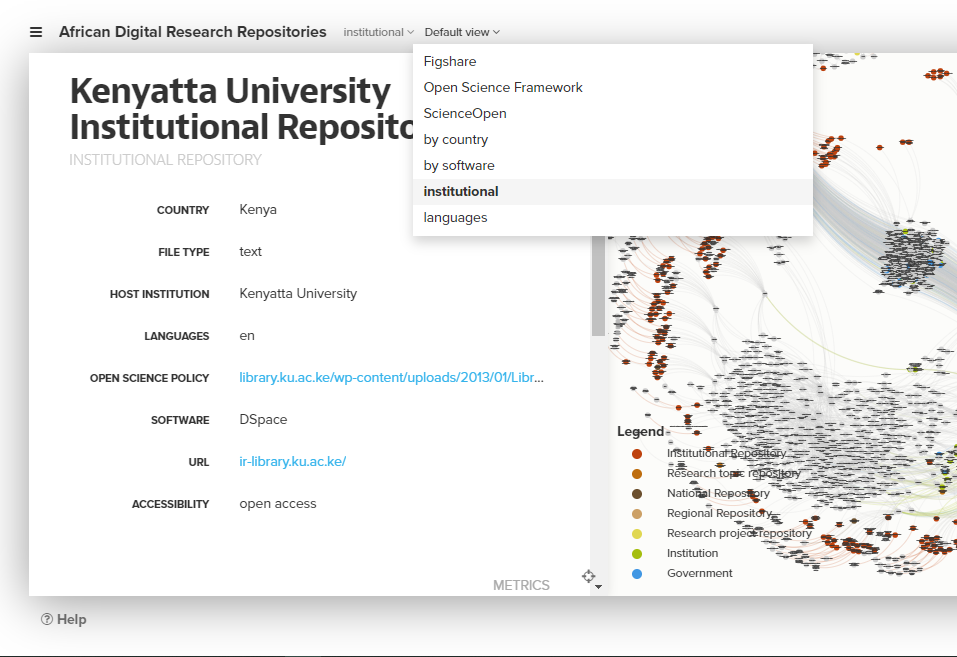 African Digital Research Repositories institutional Default view
Figshare
Open Science Framework
ScienceOpen
by country
by software
institutional
languages
Kenyatta University
Institutional Reposito
INSTITUTIONAL REPOSITORY
COUNTRY Kenya
FILE TYPE text
HOST INSTITUTION Kenyatta University
LANGUAGES en
OPEN SCIENCE POLICY library.ku.ac.ke/wp-content/uploads/2013/01/Libr...
SOFTWARE DSpace
URL ir-library.ku.ac.ke/
ACCESSIBILITY open access
METRICS
Legend
Institutional Repository
Research topic repository
National Repository
Regional Repository
Research project repository
Institution
Government
Help